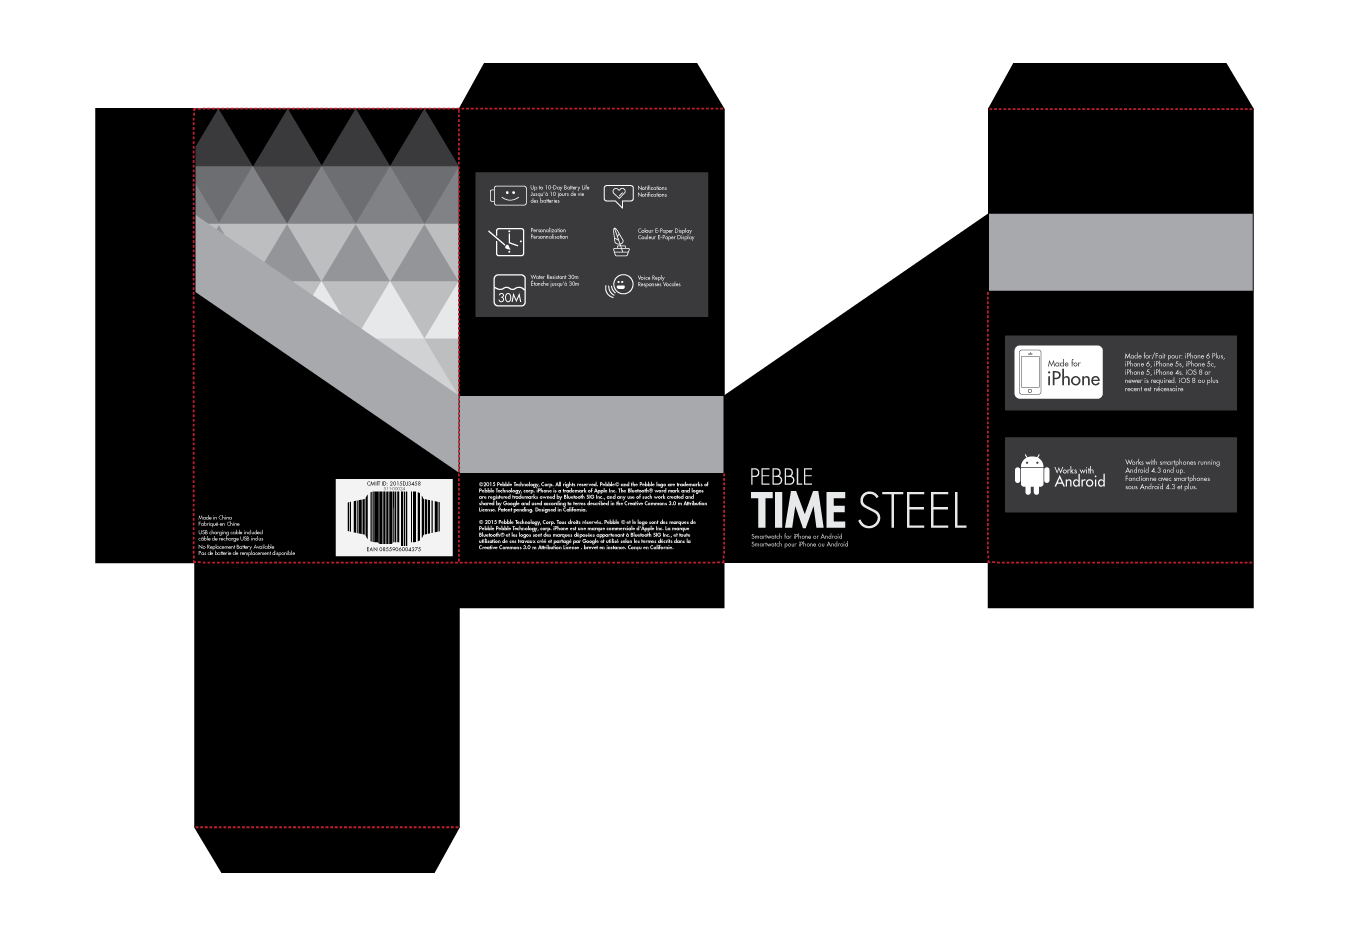 Up to 10-Day Battery Life
Jusqu'à 10 jours de vie
des batteries
Notifications
Notifications
Personalization
Personnalisation
Colour E-Paper Display
Couleur E-Paper Display
Water Resistant 30m
Étanche jusqu'à 30m
30M
Voice Reply
Responses Vocales
Made for
iPhone
Made for/Fait pour: iPhone 6 Plus,
iPhone 6, iPhone 5s, iPhone 5c,
iPhone 5, iPhone 4s. iOS 8 or
newer is required. iOS 8 ou plus
recent est nécessaire
Works with
Android
Works with smartphones running
Android 4.3 and up.
Fonctionne avec smartphones
sous Android 4.3 et plus.
Made in China
Fabriqué en Chine
USB charging cable included
câble de recharge USB inclus
No Replacement Battery Available
Pas de batterie de remplacement disponible
CMIIT ID: 2015DJ3458
EAN 0855906004375
©2015 Pebble Technology, Corp. All rights reserved. Pebble© and the Pebble logo are trademarks of
Pebble Technology, corp. iPhone is a trademark of Apple Inc. The Bluetooth® word mark and logos
are registered trademarks owned by Bluetooth SIG Inc., and any use of such work created and
shared by Google and used according to terms described in the Creative Commons 3.0 m Attribution
License. Patent pending. Designed in California.
© 2015 Pebble Technology, Corp. Tous droits réservés. Pebble © et le logo sont des marques de
Pebble Pebble Technology, corp. iPhone est une marque commerciale d'Apple Inc. La marque
Bluetooth® et les logos sont des marques déposées appartenant à Bluetooth SIG Inc., et toute
utilisation de ces travaux créé et partagé par Google et utilisé selon les termes décrits dans la
Creative Commons 3.0 m Attribution License . brevet en instance. Conçu en Californie.
PEBBLE
TIME STEEL
Smartwatch for iPhone or Android
Smartwatch pour iPhone ou Android